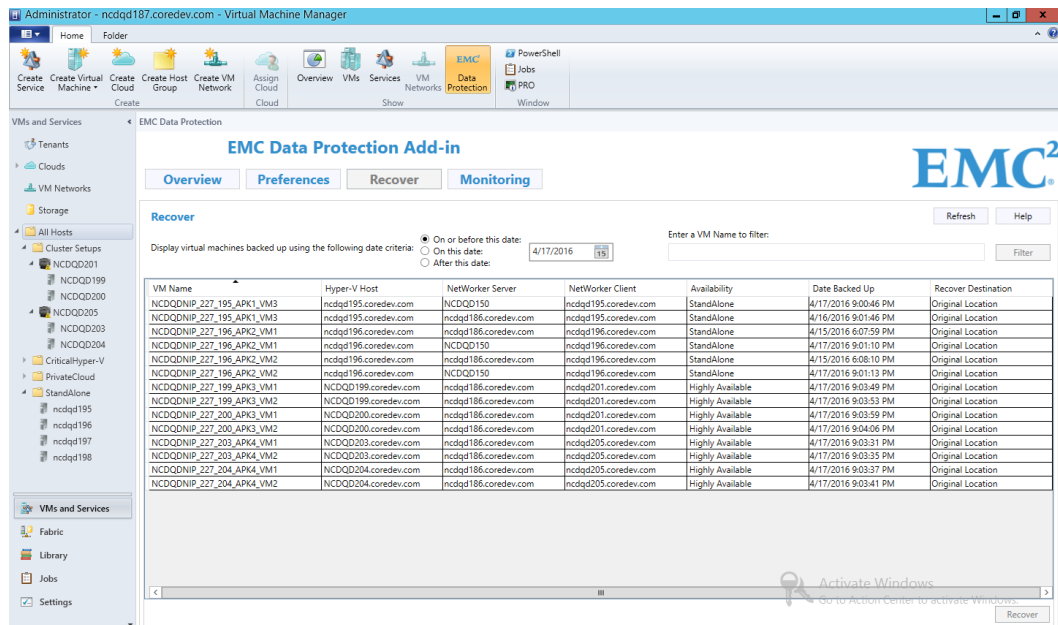 Administrator - ncdqd187.coredev.com - Virtual Machine Manager
Home Folder
Create Service
Create Virtual Machine
Create Cloud
Create Host Group
Create VM Network
Assign Cloud
Overview
VMs
Services
VM Networks
EMC² Data Protection
PowerShell
Jobs
PRO
Create Cloud Show Window
VMs and Services
EMC Data Protection
Tenants
Clouds
VM Networks
Storage
All Hosts
Cluster Setups
NCDQD201
NCDQD199
NCDQD200
NCDQD205
NCDQD203
NCDQD204
CriticalHyper-V
PrivateCloud
StandAlone
ncdqd195
ncdqd196
ncdqd197
ncdqd198
VMs and Services
Fabric
Library
Jobs
Settings
EMC Data Protection Add-in
EMC²
Overview Preferences Recover Monitoring
Recover
Refresh Help
Display virtual machines backed up using the following date criteria:
On or before this date:
On this date:
After this date:
4/17/2016 15
Enter a VM Name to filter:
Filter
VM Name Hyper-V Host NetWorker Server NetWorker Client Availability Date Backed Up Recover Destination
NCDQDNIP_227_195_APK1_VM3 ncdqd195.coredev.com NCDQD150 ncdqd195.coredev.com StandAlone 4/17/2016 9:00:46 PM Original Location
NCDQDNIP_227_195_APK1_VM3 ncdqd195.coredev.com ncdqd186.coredev.com ncdqd195.coredev.com StandAlone 4/16/2016 9:01:46 PM Original Location
NCDQDNIP_227_196_APK2_VM1 ncdqd196.coredev.com ncdqd186.coredev.com ncdqd196.coredev.com StandAlone 4/15/2016 6:07:59 PM Original Location
NCDQDNIP_227_196_APK2_VM1 ncdqd196.coredev.com NCDQD150 ncdqd196.coredev.com StandAlone 4/17/2016 9:01:10 PM Original Location
NCDQDNIP_227_196_APK2_VM2 ncdqd196.coredev.com ncdqd186.coredev.com ncdqd196.coredev.com StandAlone 4/15/2016 6:08:10 PM Original Location
NCDQDNIP_227_196_APK2_VM2 ncdqd196.coredev.com NCDQD150 ncdqd196.coredev.com StandAlone 4/17/2016 9:01:13 PM Original Location
NCDQDNIP_227_199_APK3_VM1 NCDQD199.coredev.com ncdqd186.coredev.com ncdqd201.coredev.com Highly Available 4/17/2016 9:03:49 PM Original Location
NCDQDNIP_227_199_APK3_VM2 NCDQD199.coredev.com ncdqd186.coredev.com ncdqd201.coredev.com Highly Available 4/17/2016 9:03:53 PM Original Location
NCDQDNIP_227_200_APK3_VM1 NCDQD200.coredev.com ncdqd186.coredev.com ncdqd201.coredev.com Highly Available 4/17/2016 9:03:59 PM Original Location
NCDQDNIP_227_200_APK3_VM2 NCDQD200.coredev.com ncdqd186.coredev.com ncdqd201.coredev.com Highly Available 4/17/2016 9:04:06 PM Original Location
NCDQDNIP_227_203_APK4_VM1 NCDQD203.coredev.com ncdqd186.coredev.com ncdqd205.coredev.com Highly Available 4/17/2016 9:03:31 PM Original Location
NCDQDNIP_227_203_APK4_VM2 NCDQD203.coredev.com ncdqd186.coredev.com ncdqd205.coredev.com Highly Available 4/17/2016 9:03:35 PM Original Location
NCDQDNIP_227_204_APK4_VM1 NCDQD204.coredev.com ncdqd186.coredev.com ncdqd205.coredev.com Highly Available 4/17/2016 9:03:37 PM Original Location
NCDQDNIP_227_204_APK4_VM2 NCDQD204.coredev.com ncdqd186.coredev.com ncdqd205.coredev.com Highly Available 4/17/2016 9:03:41 PM Original Location
Activate Windows
Go to Action Center to activate Windows.
Recover